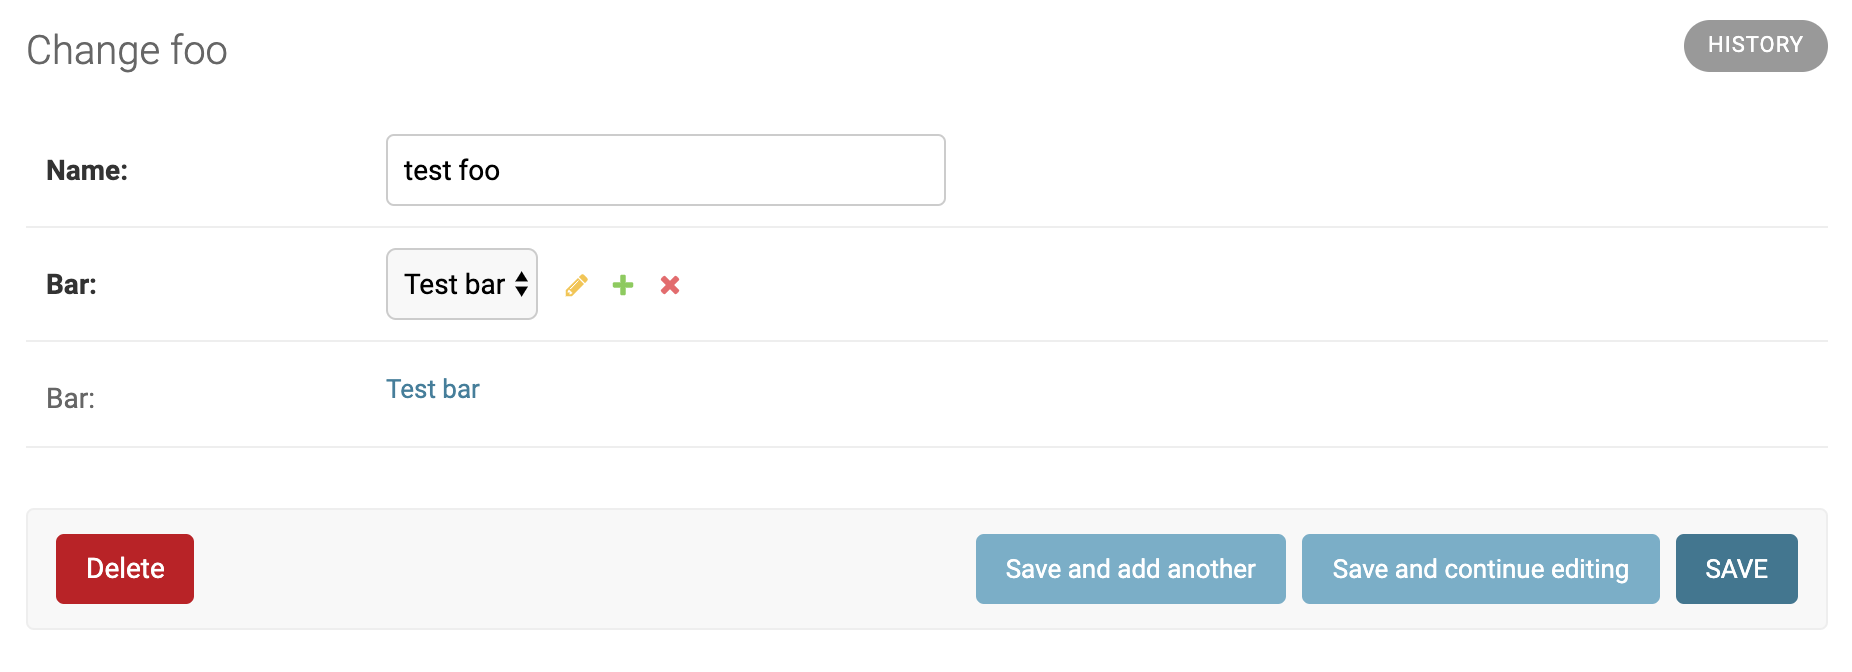 Change foo
HISTORY
Name:
test foo
Bar:
Test bar
Bar:
Test bar
Delete
Save and add another
Save and continue editing
SAVE